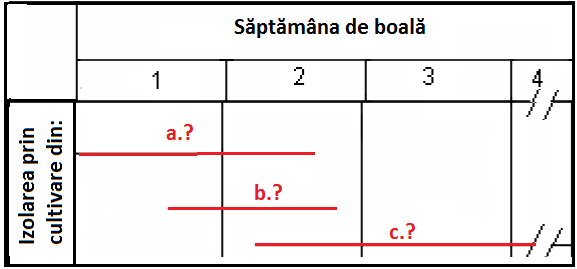 Săptămâna de boală
1 2 3 4
Izolarea prin
cultivare din:
a.?
b.?
c.?